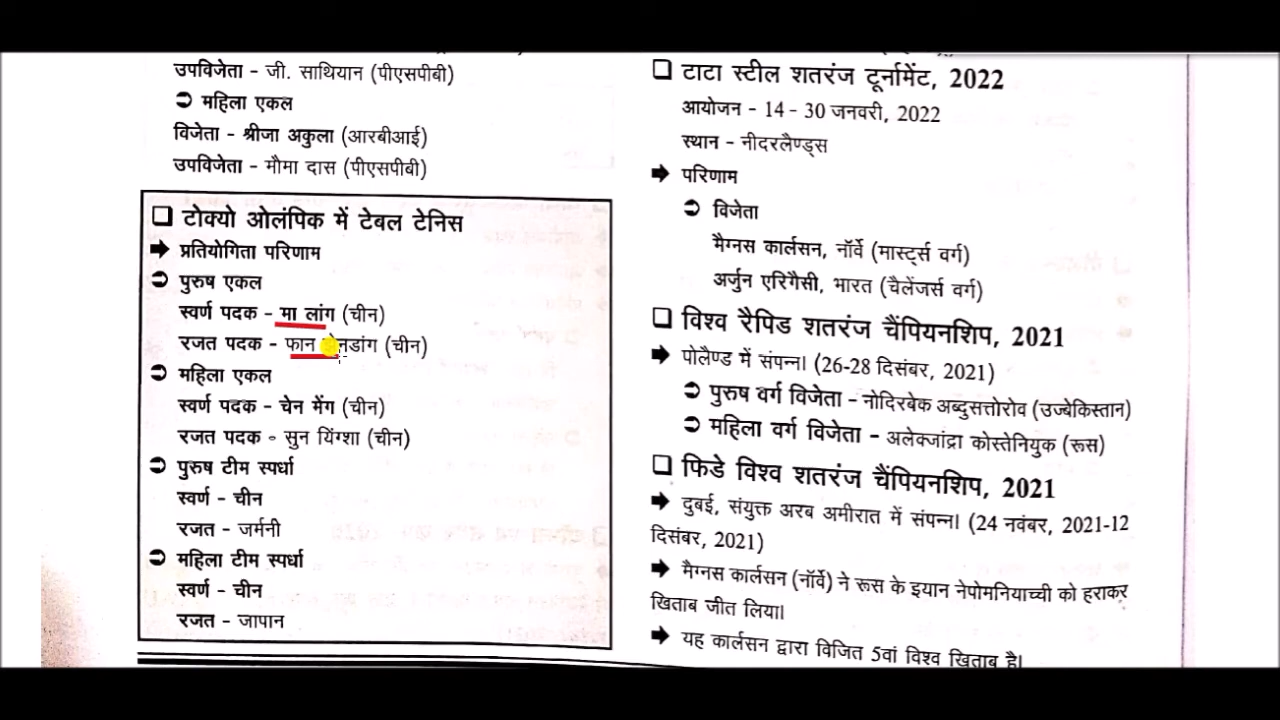 उपविजेता - जी. साथियान (पीएसपीबी)
महिला एकल
विजेता - श्रीजा अकुला (आरबीआई)
उपविजेता - मौमा दास (पीएसपीबी)
टोक्यो ओलंपिक में टेबल टेनिस
प्रतियोगिता परिणाम
पुरुष एकल
स्वर्ण पदक - मा लांग (चीन)
रजत पदक - फान (चीन)
महिला एकल
स्वर्ण पदक - चेन मेंग (चीन)
रजत पदक - सुन यिंग्शा (चीन)
पुरुष टीम स्पर्धा
स्वर्ण - चीन
रजत - जर्मनी
महिला टीम स्पर्धा
स्वर्ण - चीन
रजत - जापान
टाटा स्टील शतरंज टूर्नामेंट, 2022
आयोजन - 14 - 30 जनवरी, 2022
स्थान - नीदरलैण्ड्स
परिणाम
विजेता
मैग्नस कार्लसन, नॉर्वे (मास्टर्स वर्ग)
अर्जुन एरिगैसी, भारत (चैलेंजर्स वर्ग)
विश्व रैपिड शतरंज चैंपियनशिप, 2021
पोलैण्ड में संपन्न। (26-28 दिसंबर, 2021)
पुरुष वर्ग विजेता - नोदिरबेक अब्दुसत्तोरोव (उज्बेकिस्तान)
महिला वर्ग विजेता - अलेक्जांद्रा कोस्तेनियुक (रूस)
फिडे विश्व शतरंज चैंपियनशिप, 2021
दुबई, संयुक्त अरब अमीरात में संपन्न। (24 नवंबर, 2021-12
दिसंबर, 2021)
मैग्नस कार्लसन (नॉर्वे) ने रूस के इयान नेपोमनियाच्ची को हराकर
खिताब जीत लिया।
यह कार्लसन द्वारा विजित 5वां विश्व खिताब है।